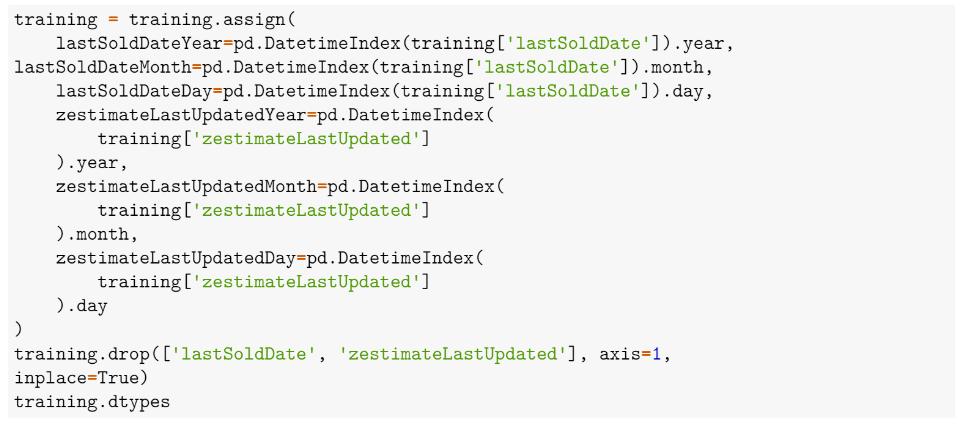 training = training.assign(
    lastSoldDateYear=pd.DatetimeIndex(training['lastSoldDate']).year,
lastSoldDateMonth=pd.DatetimeIndex(training['lastSoldDate']).month,
    lastSoldDateDay=pd.DatetimeIndex(training['lastSoldDate']).day,
    zestimateLastUpdatedYear=pd.DatetimeIndex(
        training['zestimateLastUpdated']
    ).year,
    zestimateLastUpdatedMonth=pd.DatetimeIndex(
        training['zestimateLastUpdated']
    ).month,
    zestimateLastUpdatedDay=pd.DatetimeIndex(
        training['zestimateLastUpdated']
    ).day
)
training.drop(['lastSoldDate', 'zestimateLastUpdated'], axis=1,
inplace=True)
training.dtypes